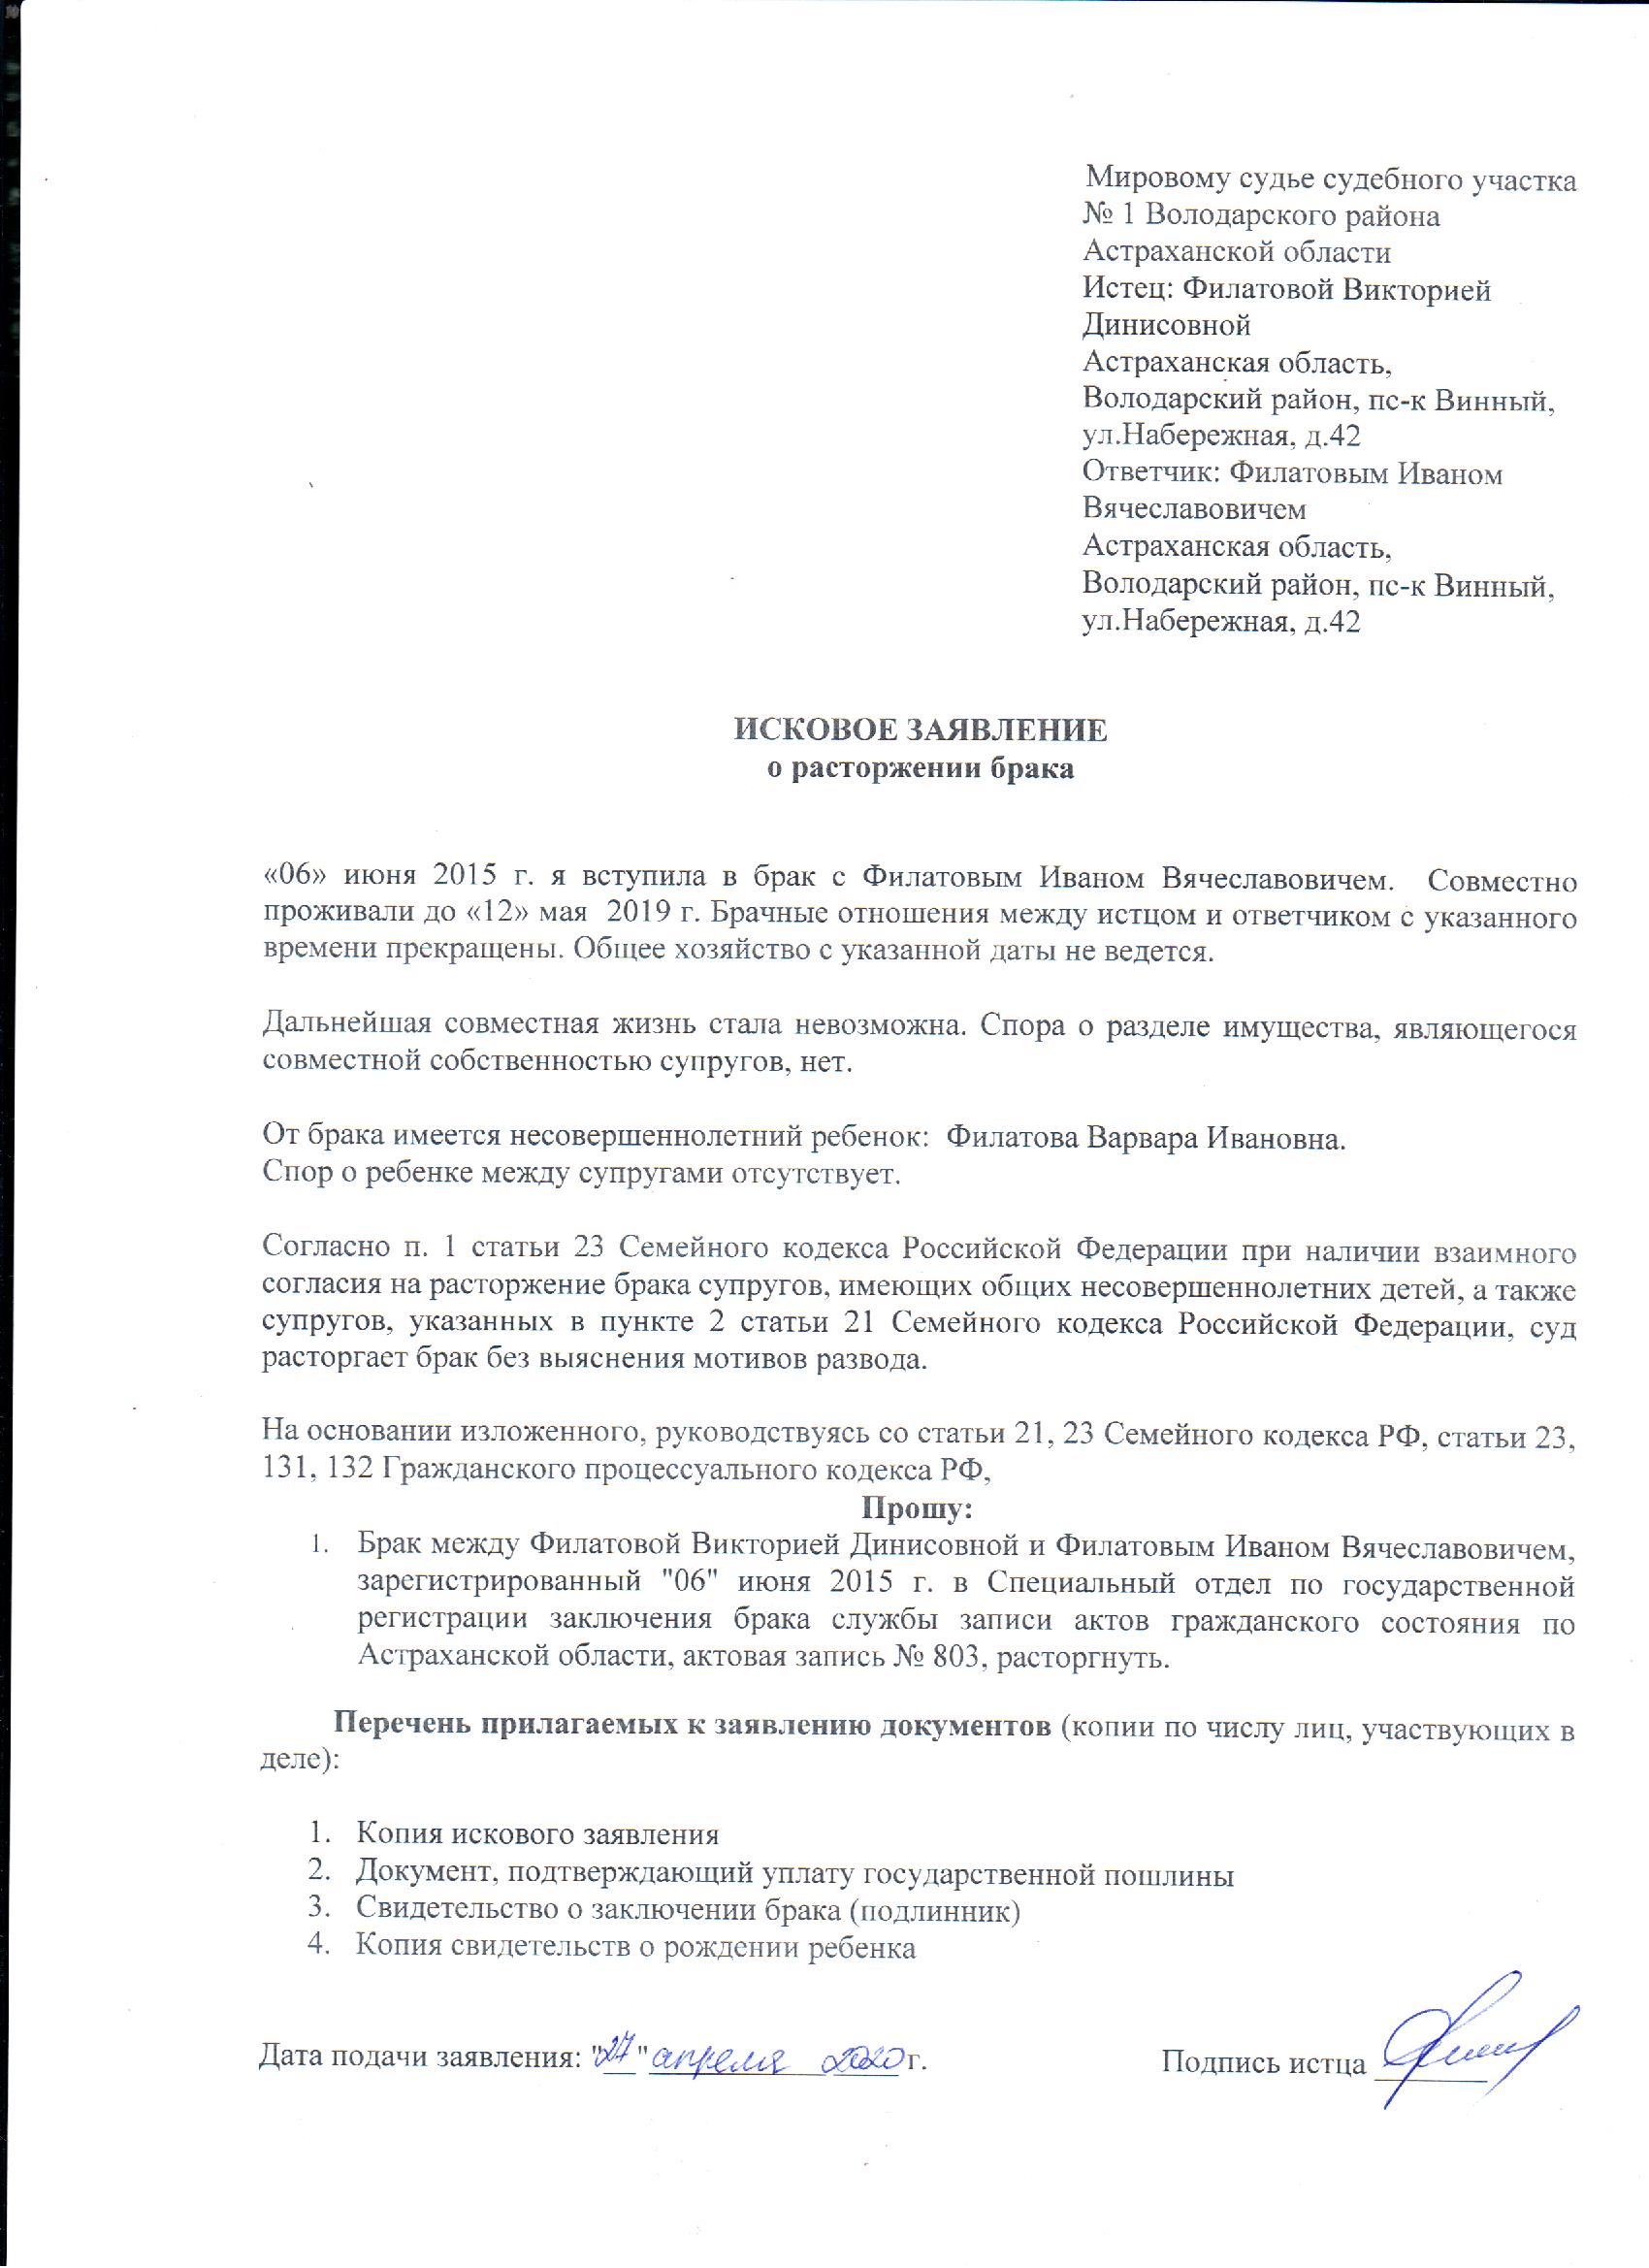 Мировому судье судебного участка
№ 1 Володарского района
Астраханской области
Истец: Филатовой Викторией
Динисовной
Астраханская область,
Володарский район, пс-к Винный,
ул.Набережная, д.42
Ответчик: Филатовым Иваном
Вячеславовичем
Астраханская область,
Володарский район, пс-к Винный,
ул.Набережная, д.42
ИСКОВОЕ ЗАЯВЛЕНИЕ
о расторжении брака
«06» июня 2015 г. я вступила в брак с Филатовым Иваном Вячеславовичем. Совместно
проживали до «12» мая 2019 г. Брачные отношения между истцом и ответчиком с указанного
времени прекращены. Общее хозяйство с указанной даты не ведется.
Дальнейшая совместная жизнь стала невозможна. Спора о разделе имущества, являющегося
совместной собственностью супругов, нет.
От брака имеется несовершеннолетний ребенок: Филатова Варвара Ивановна.
Спор о ребенке между супругами отсутствует.
Согласно п. 1 статьи 23 Семейного кодекса Российской Федерации при наличии взаимного
согласия на расторжение брака супругов, имеющих общих несовершеннолетних детей, а также
супругов, указанных в пункте 2 статьи 21 Семейного кодекса Российской Федерации, суд
расторгает брак без выяснения мотивов развода.
На основании изложенного, руководствуясь со статьи 21, 23 Семейного кодекса РФ, статьи 23,
131, 132 Гражданского процессуального кодекса РФ,
Прошу:
1. Брак между Филатовой Викторией Динисовной и Филатовым Иваном Вячеславовичем,
зарегистрированный "06" июня 2015 г. в Специальный отдел по государственной
регистрации заключения брака службы записи актов гражданского состояния по
Астраханской области, актовая запись № 803, расторгнуть.
Перечень прилагаемых к заявлению документов (копии по числу лиц, участвующих в
деле):
1. Копия искового заявления
2. Документ, подтверждающий уплату государственной пошлины
3. Свидетельство о заключении брака (подлинник)
4. Копия свидетельств о рождении ребенка
Дата подачи заявления: "27" апреля 2020 г. Подпись истца